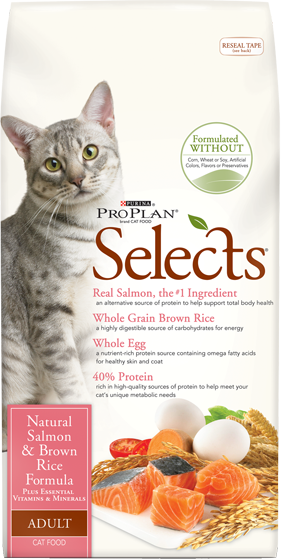 RESEAL TAPE
(see back)
Formulated
WITHOUT
Corn, Wheat or Soy, Artificial
Colors, Flavors or Preservatives
PURINA
PRO PLAN®
brand CAT FOOD
Selects®
Real Salmon, the #1 Ingredient
an alternative source of protein to help support total body health
Whole Grain Brown Rice
a highly digestible source of carbohydrates for energy
Whole Egg
a nutrient-rich protein source containing omega fatty acids
for healthy skin and coat
40% Protein
rich in high-quality sources of protein to help meet your
cat's unique metabolic needs
Natural
Salmon
& Brown
Rice
Formula
PLUS ESSENTIAL
VITAMINS & MINERALS
ADULT
CAT FOOD